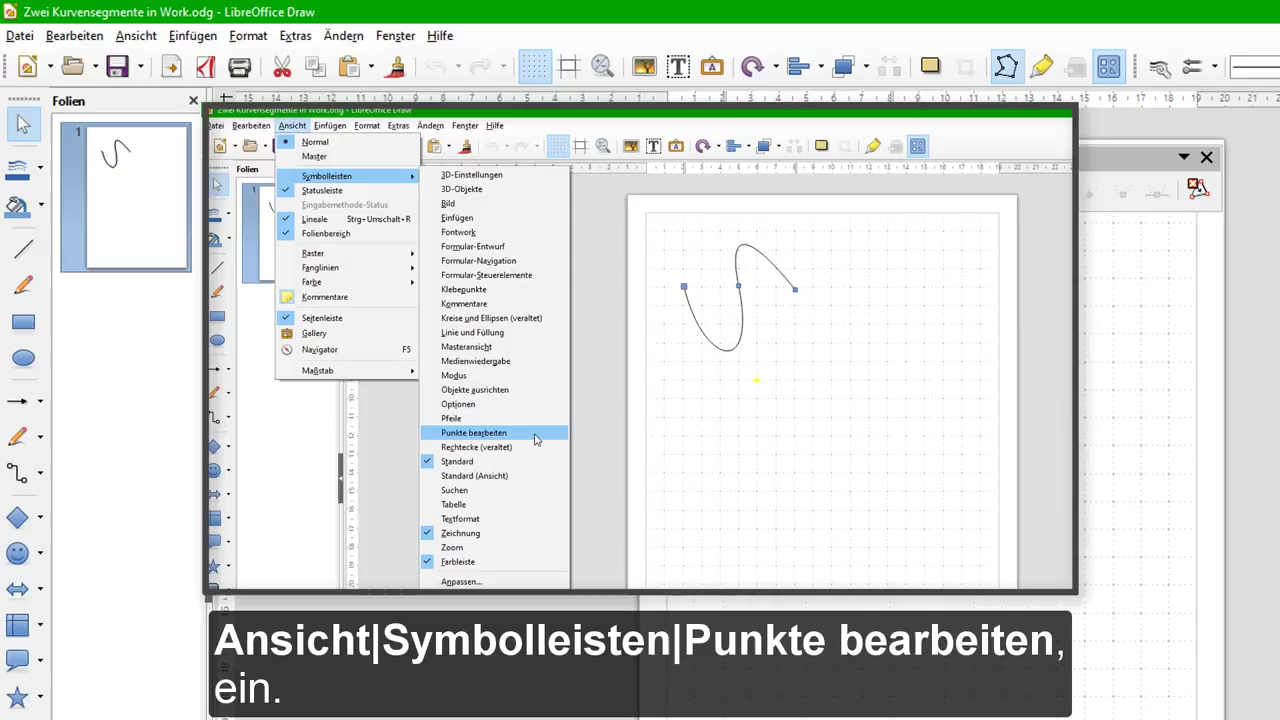 Zwei Kurvensegmente in Work.odg - LibreOffice Draw
Datei Bearbeiten Ansicht Einfügen Format Extras Ändern Fenster Hilfe
Folien
1
Zwei Kurvensegmente in Work.odg - LibreOffice Draw
Datei Bearbeiten Ansicht Einfügen Format Extras Ändern Fenster Hilfe
Folien
1
Normal
Master
Symbolleisten
Statusleiste
Eingabemethode-Status
Lineale Strg+Umschalt+R
Folienbereich
Raster
Fanglinien
Farbe
Kommentare
Seitenleiste
Gallery
Navigator F5
Maßstab
3D-Einstellungen
3D-Objekte
Bild
Einfügen
Fontwork
Formular-Entwurf
Formular-Navigation
Formular-Steuerelemente
Klebepunkte
Kommentare
Kreise und Ellipsen (veraltet)
Linie und Füllung
Masteransicht
Medienwiedergabe
Modus
Objekte ausrichten
Optionen
Pfeile
Punkte bearbeiten
Rechtecke (veraltet)
Standard
Standard (Ansicht)
Suchen
Tabelle
Textformat
Zeichnung
Zoom
Farbleiste
Anpassen...
Ansicht|Symbolleisten|Punkte bearbeiten,
ein.